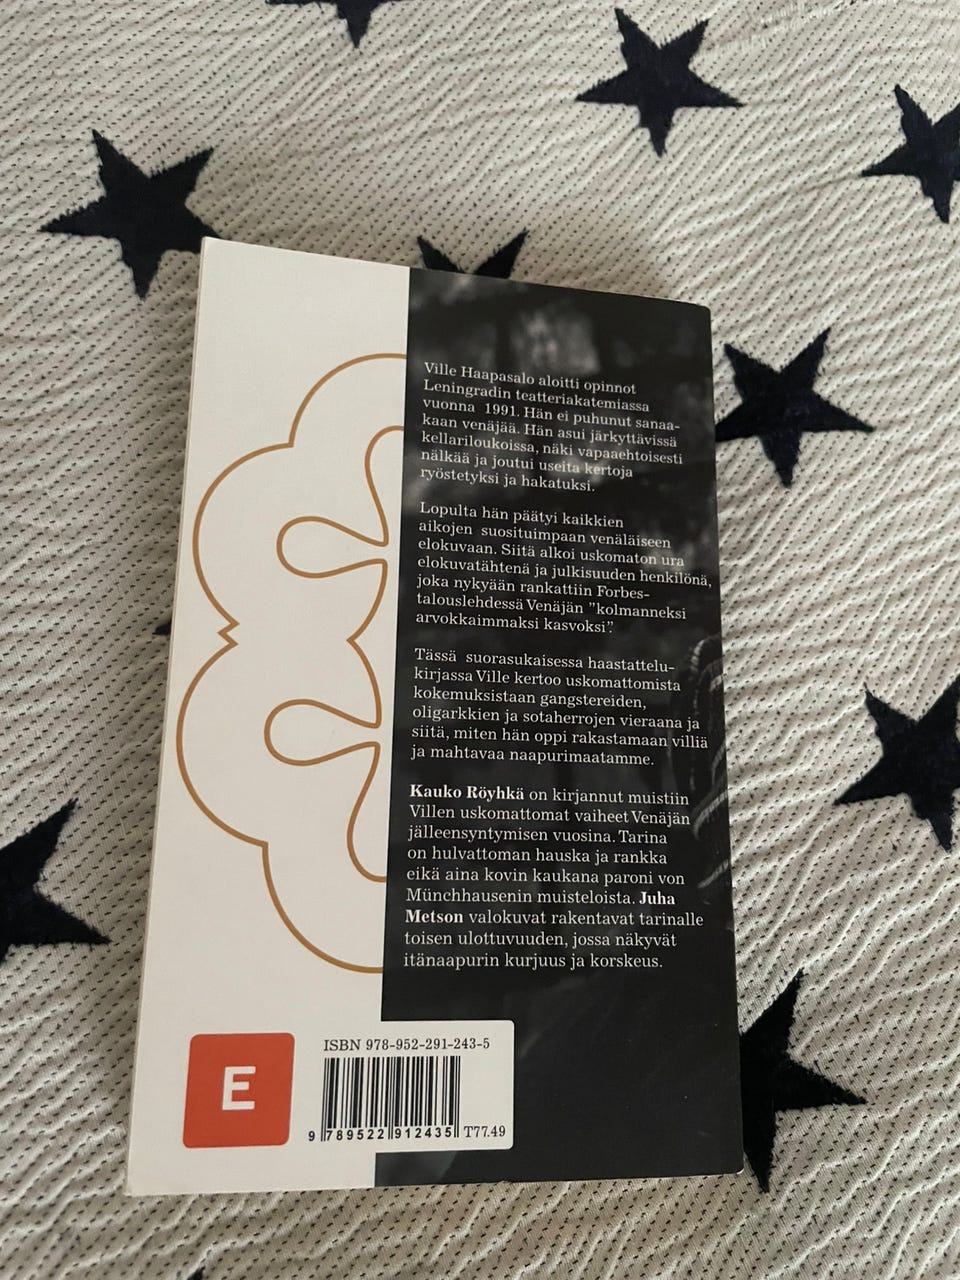 Ville Haapasalo aloitti opinnot
Leningradin teatteriakatemiassa
vuonna 1991. Hän ei puhunut sanaa-
kaan venäjää. Hän asui järkyttävissä
kellariloukoissa, näki vapaaehtoisesti
nälkää ja joutui useita kertoja
ryöstetyksi ja hakatuksi.
Lopulta hän päätyi kaikkien
aikojen suosituimpaan venäläiseen
elokuvaan. Siitä alkoi uskomaton ura
elokuvatähtenä ja julkisuuden henkilönä,
joka nykyään rankattiin Forbes-
talouslehdessä Venäjän ”kolmanneksi
arvokkaimmaksi kasvoksi”.
Tässä suorasukaisessa haastattelu-
kirjassa Ville kertoo uskomattomista
kokemuksistaan gangstereiden,
oligarkkien ja sotaherrojen vieraana ja
siitä, miten hän oppi rakastamaan villiä
ja mahtavaa naapurimaatamme.
Kauko Röyhkä on kirjannut muistiin
Villen uskomattomat vaiheet Venäjän
jälleensyntymisen vuosina. Tarina
on hulvattoman hauska ja rankka
eikä aina kovin kaukana paroni von
Münchhausenin muisteloista. Juha
Metson valokuvat rakentavat tarinalle
toisen ulottuvuuden, jossa näkyvät
itänaapurin kurjuus ja korskeus.
E
ISBN 978-952-291-243-5
9 789522 912435 T77.49